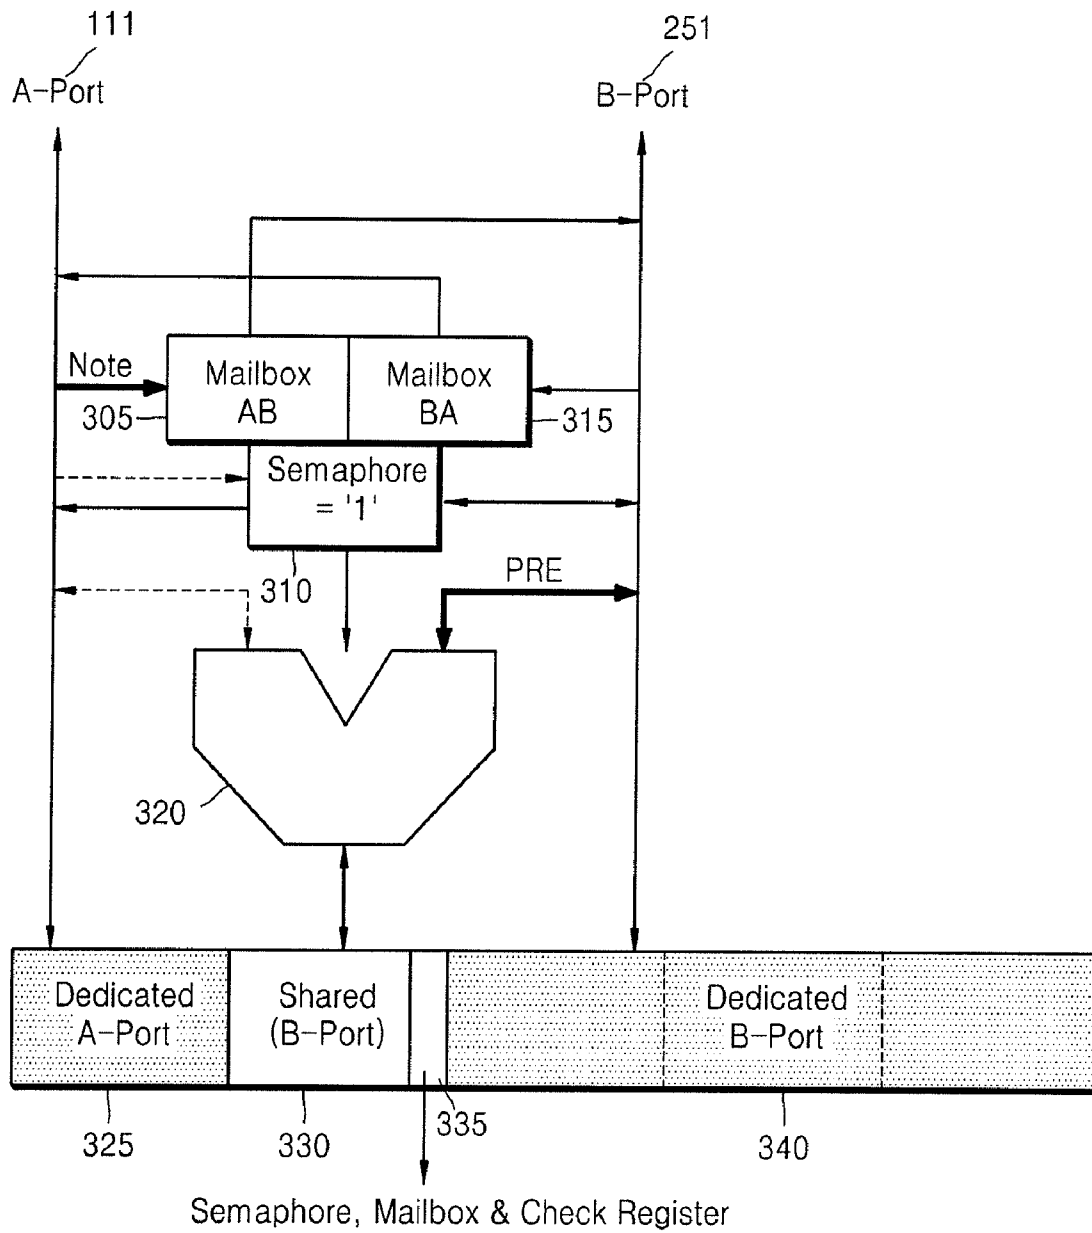 111
251
A-Port
B-Port
Note
Mailbox
AB
Mailbox
BA
305
315
Semaphore
= '1'
310
PRE
320
Dedicated
A-Port
Shared
(B-Port)
Dedicated
B-Port
325
330
335
340
Semaphore, Mailbox & Check Register